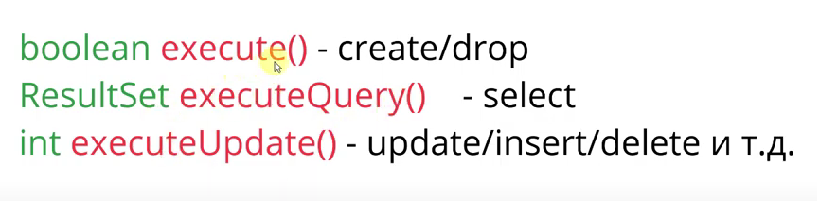 boolean execute() - create/drop
ResultSet executeQuery() - select
int executeUpdate() - update/insert/delete и т.д.